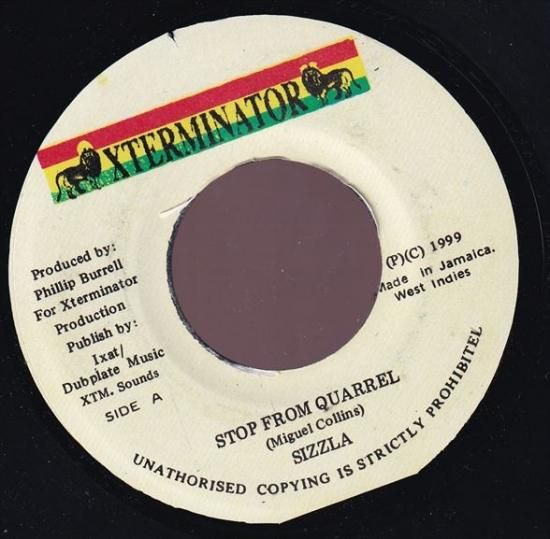 XTERMINATOR
Produced by:
Phillip Burrell
For Xterminator
Production
Publish by:
Ixat/
Dubplate Music
XTM. Sounds
SIDE A
(P)(C) 1999
Made in Jamaica.
West Indies
STOP FROM QUARREL
(Miguel Collins)
SIZZLA
UNATHORISED COPYING IS STRICTLY PROHIBITEL